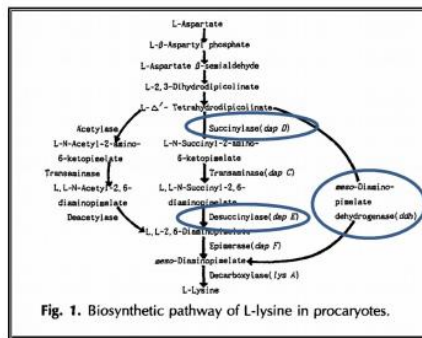 L-Aspartate
L-β-Aspartyl phosphate
L-Aspartate β-semialdehyde
L-2,3-Dihydrodipicolinate
L-△'- Tetrahydrodipicolinate
Acetylase
Succinylase(dap D)
L-N-Acetyl-2-amino-
6-ketopimelate
L-N-Succinyl-2-amino-
6-ketopimelate
Transaminase
Transaminase(dap C)
meso-Diamino-
pimelate
dehydrogenase(ddh)
L,L-N-Acetyl-2,6-
diaminopimelate
L,L-N-Succinyl-2,6-
diaminopimelate
Deacetylase
Desuccinylase(dap E)
L,L-2,6-Diaminopimelate
Epimerase(dap F)
meso-Diaminopimelate
Decarboxylase(lys A)
L-Lysine
Fig. 1. Biosynthetic pathway of L-lysine in procaryotes.